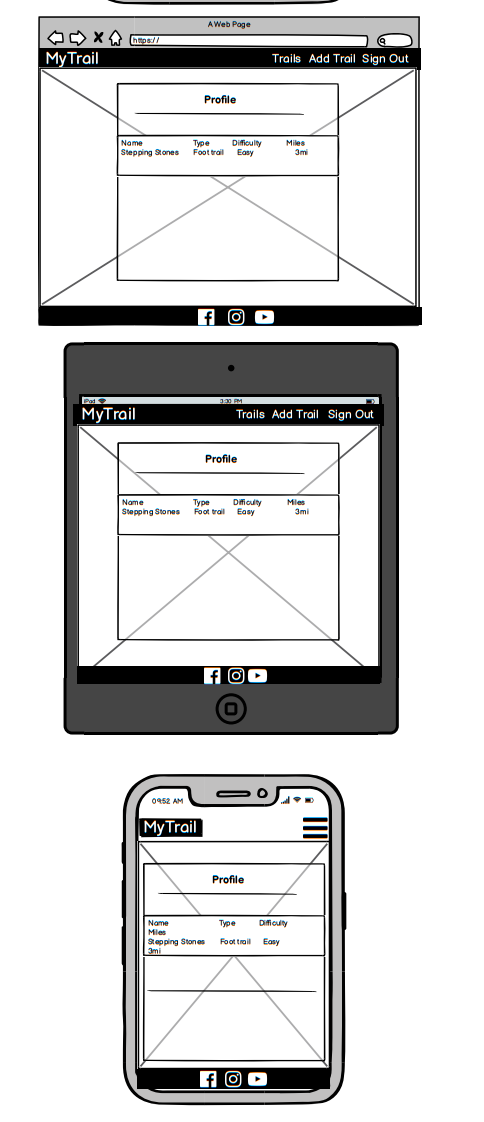 A Web Page
https://
MyTrail Trails Add Trail Sign Out
Profile
Name Type Difficulty Miles
Stepping Stones Foot trail Easy 3mi
iPad 3:30 PM
MyTrail Trails Add Trail Sign Out
Profile
Name Type Difficulty Miles
Stepping Stones Foot trail Easy 3mi
09:52 AM
MyTrail
Profile
Name Type Difficulty
Miles
Stepping Stones Foot trail Easy
3mi